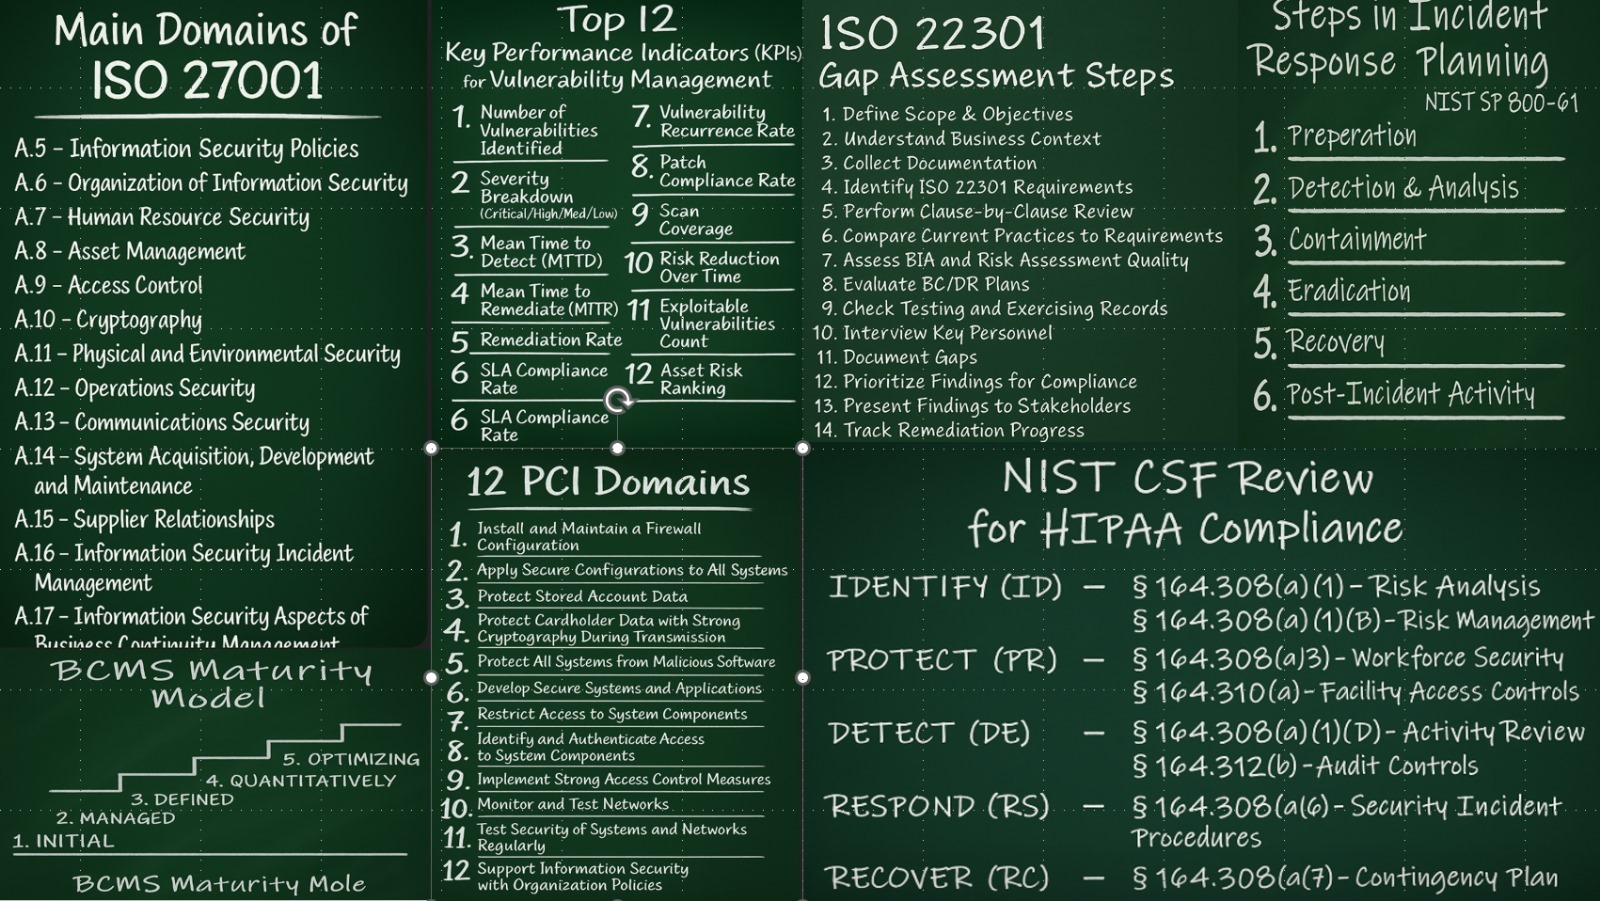 Main Domains of
ISO 27001
A.5 – Information Security Policies
A.6 – Organization of Information Security
A.7 – Human Resource Security
A.8 – Asset Management
A.9 – Access Control
A.10 – Cryptography
A.11 – Physical and Environmental Security
A.12 – Operations Security
A.13 – Communications Security
A.14 – System Acquisition, Development
and Maintenance
A.15 – Supplier Relationships
A.16 – Information Security Incident
Management
A.17 – Information Security Aspects of
Business Continuity Management
BCMS Maturity
Model
5. OPTIMIZING
4. QUANTITATIVELY
3. DEFINED
2. MANAGED
1. INITIAL
BCMS Maturity Mole
Top 12
Key Performance Indicators (KPIs)
for Vulnerability Management
1. Number of
Vulnerabilities
Identified
2 Severity
Breakdown
(Critical/High/Med/Low)
3. Mean Time to
Detect (MTTD)
4 Mean Time to
Remediate (MTTR)
5 Remediation Rate
6 SLA Compliance
Rate
6 SLA Compliance
Rate
7. Vulnerability
Recurrence Rate
8. Patch
Compliance Rate
9 Scan
Coverage
10 Risk Reduction
Over Time
11 Exploitable
Vulnerabilities
Count
12 Asset Risk
Ranking
12 PCI Domains
1. Install and Maintain a Firewall
Configuration
2. Apply Secure Configurations to All Systems
3. Protect Stored Account Data
4. Protect Cardholder Data with Strong
Cryptography During Transmission
5. Protect All Systems from Malicious Software
6. Develop Secure Systems and Applications
7. Restrict Access to System Components
8. Identify and Authenticate Access
to System Components
9. Implement Strong Access Control Measures
10. Monitor and Test Networks
11. Test Security of Systems and Networks
Regularly
12 Support Information Security
with Organization Policies
ISO 22301
Gap Assessment Steps
1. Define Scope & Objectives
2. Understand Business Context
3. Collect Documentation
4. Identify ISO 22301 Requirements
5. Perform Clause-by-Clause Review
6. Compare Current Practices to Requirements
7. Assess BIA and Risk Assessment Quality
8. Evaluate BC/DR Plans
9. Check Testing and Exercising Records
10. Interview Key Personnel
11. Document Gaps
12. Prioritize Findings for Compliance
13. Present Findings to Stakeholders
14. Track Remediation Progress
Steps in Incident
Response Planning
NIST SP 800-61
1. Preperation
2. Detection & Analysis
3. Containment
4. Eradication
5. Recovery
6. Post-Incident Activity
NIST CSF Review
for HIPAA Compliance
IDENTIFY (ID) – § 164.308(a)(1) – Risk Analysis
§ 164.308(a)(1)(B) – Risk Management
PROTECT (PR) – § 164.308(a)3) – Workforce Security
§ 164.310(a) – Facility Access Controls
DETECT (DE) – § 164.308(a)(1)(D) – Activity Review
§ 164.312(b) – Audit Controls
RESPOND (RS) – § 164.308(a(6) – Security Incident
Procedures
RECOVER (RC) – § 164.308(a(7) – Contingency Plan